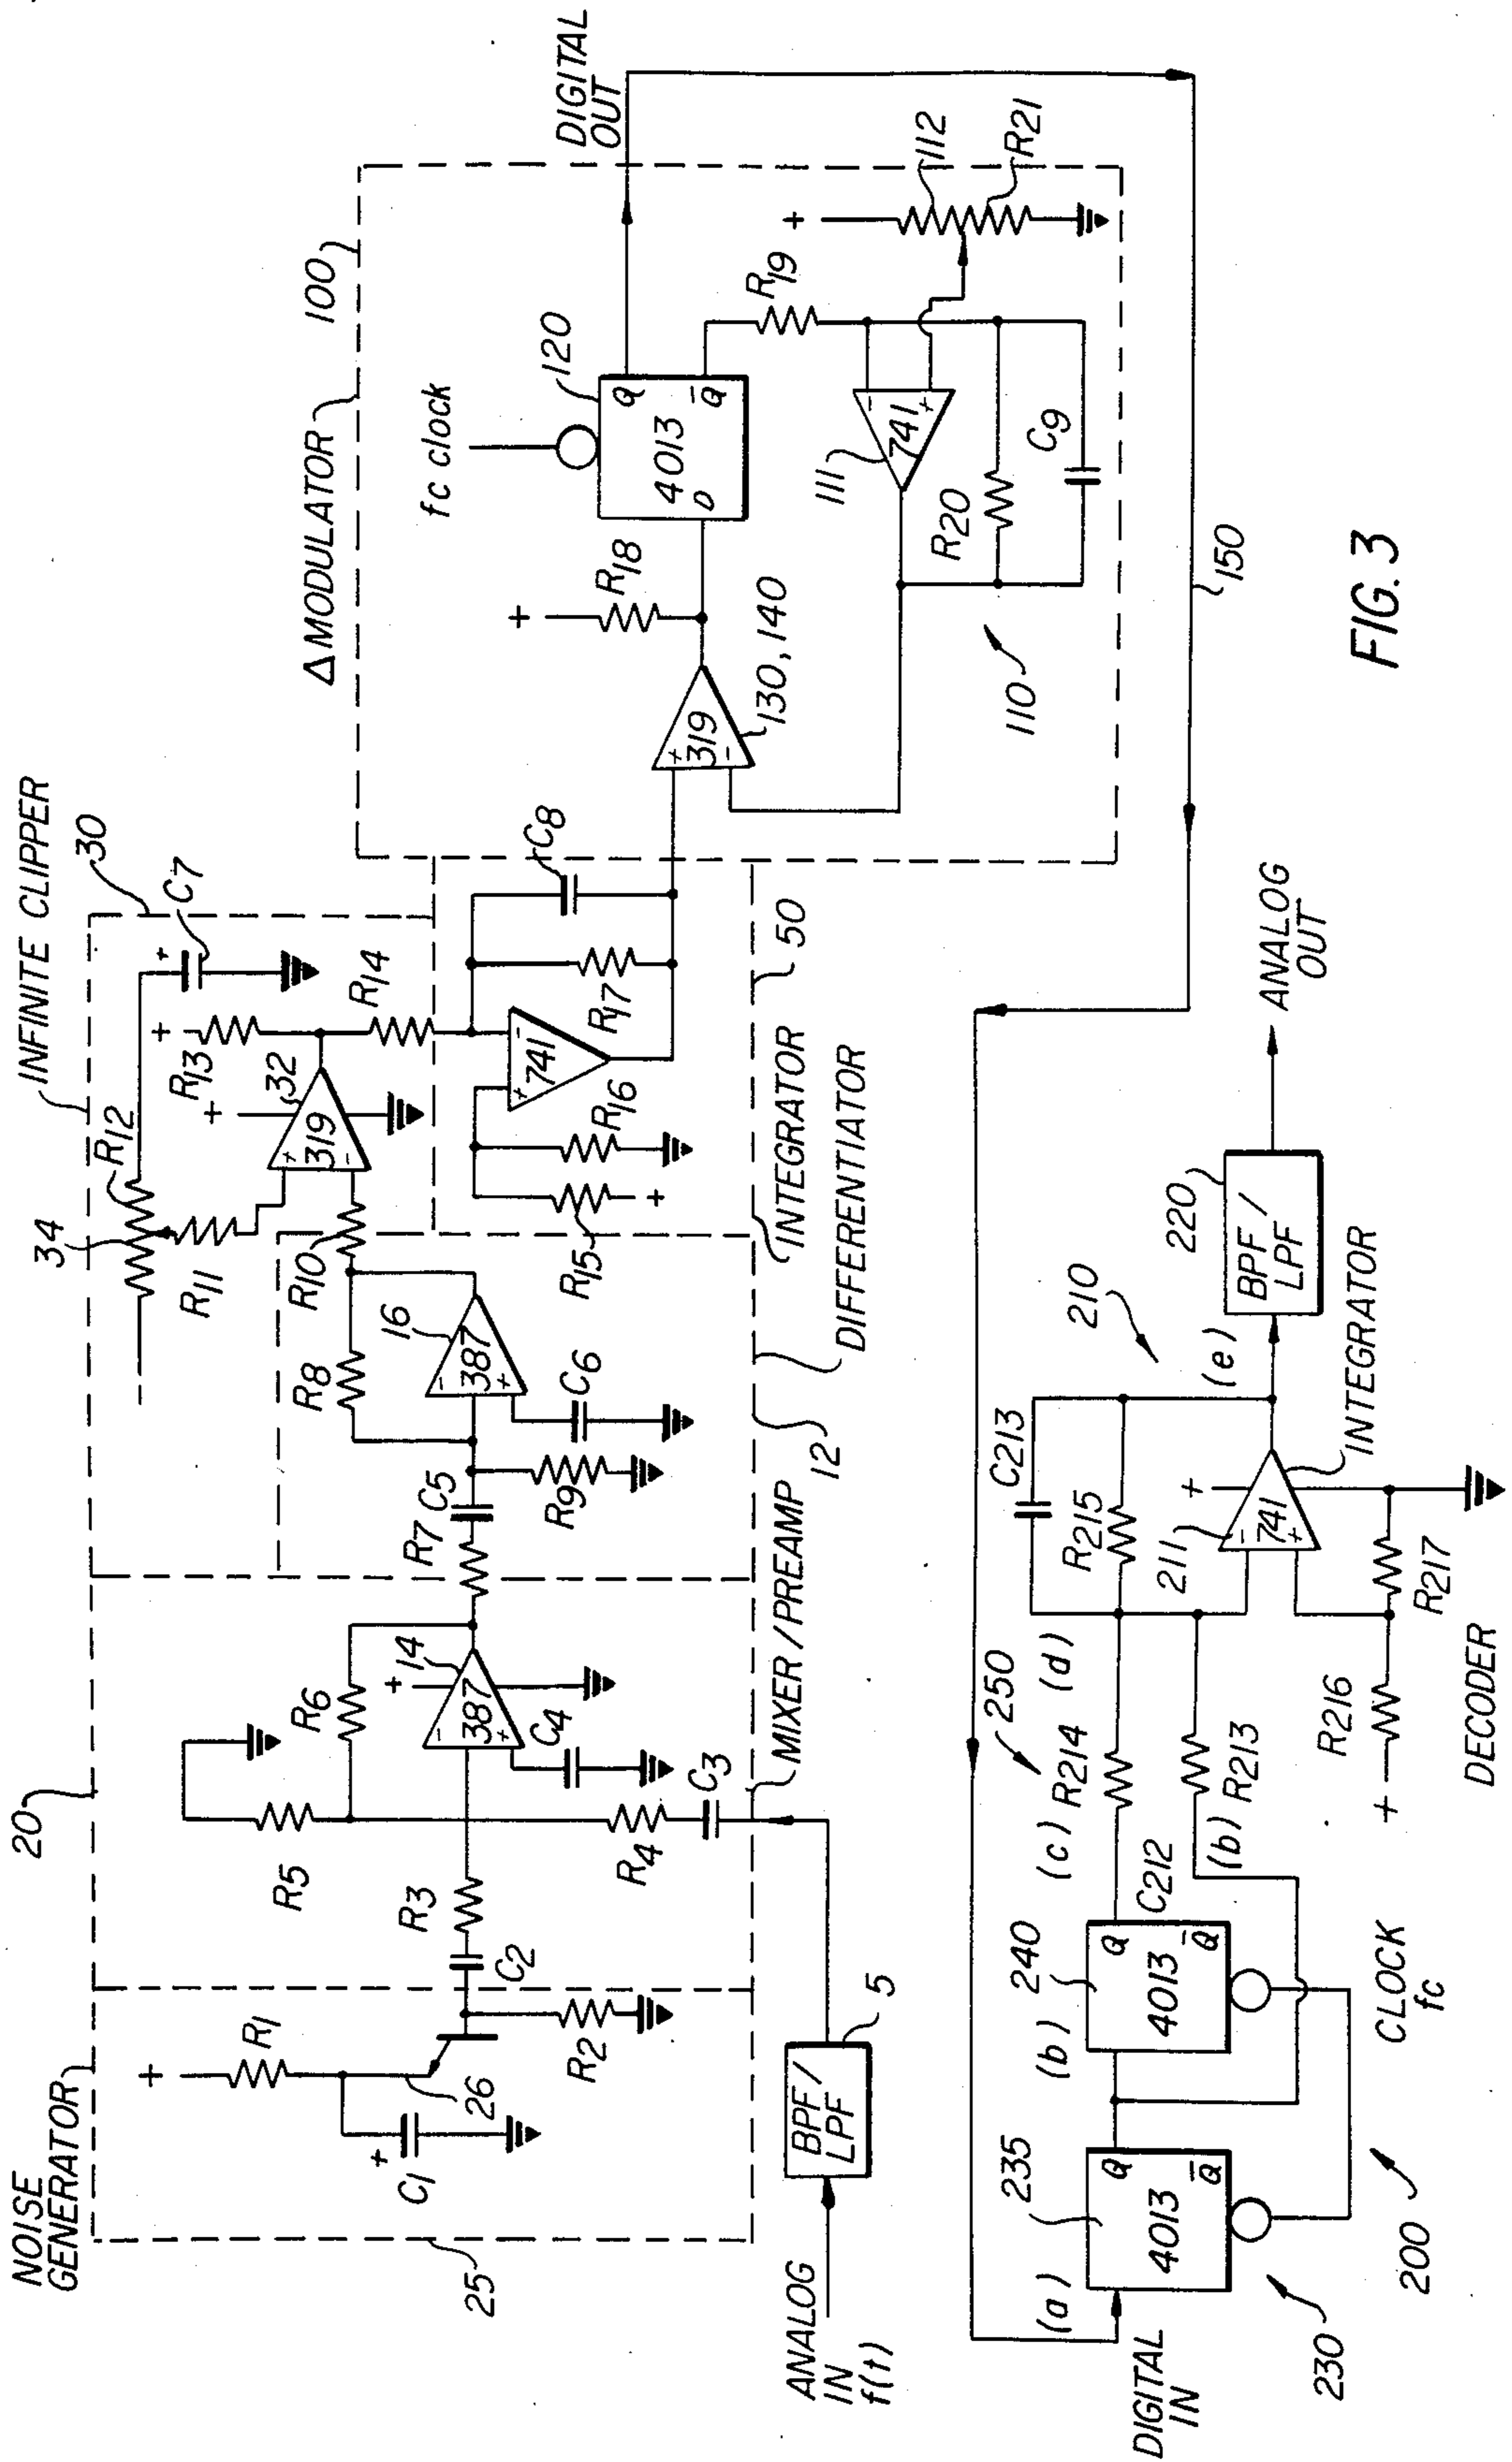 NOISE
GENERATOR
20
INFINITE CLIPPER
30
+
R1
C1
+
26
R2
25
C2
R3
R5
R6
+
14
387
-
+
C4
R4
C3
MIXER/PREAMP
R7
C5
R9
R8
16
387
-
+
C6
12
DIFFERENTIATOR
R10
34
R12
R11
C7
+
+
R13
32
+
319
+
-
R14
741
+
-
R15
+
R16
R17
C8
INTEGRATOR
50
Δ MODULATOR
100
319
+
-
130, 140
+
R18
fc clock
120
4013
D
Q
Q̅
R19
111
741
-
+
R20
C9
110
+
112
R21
DIGITAL
OUT
150
ANALOG
IN
f(t)
BPF/
LPF
5
DIGITAL
IN
(a)
235
4013
Q
Q̅
230
(b)
240
4013
Q
Q̅
C212
200
CLOCK
fc
(c)
R214
250
(d)
(b)
R213
C213
R215
211
+
741
-
+
+
R216
R217
DECODER
INTEGRATOR
210
(e)
220
BPF/
LPF
ANALOG
OUT
FIG. 3